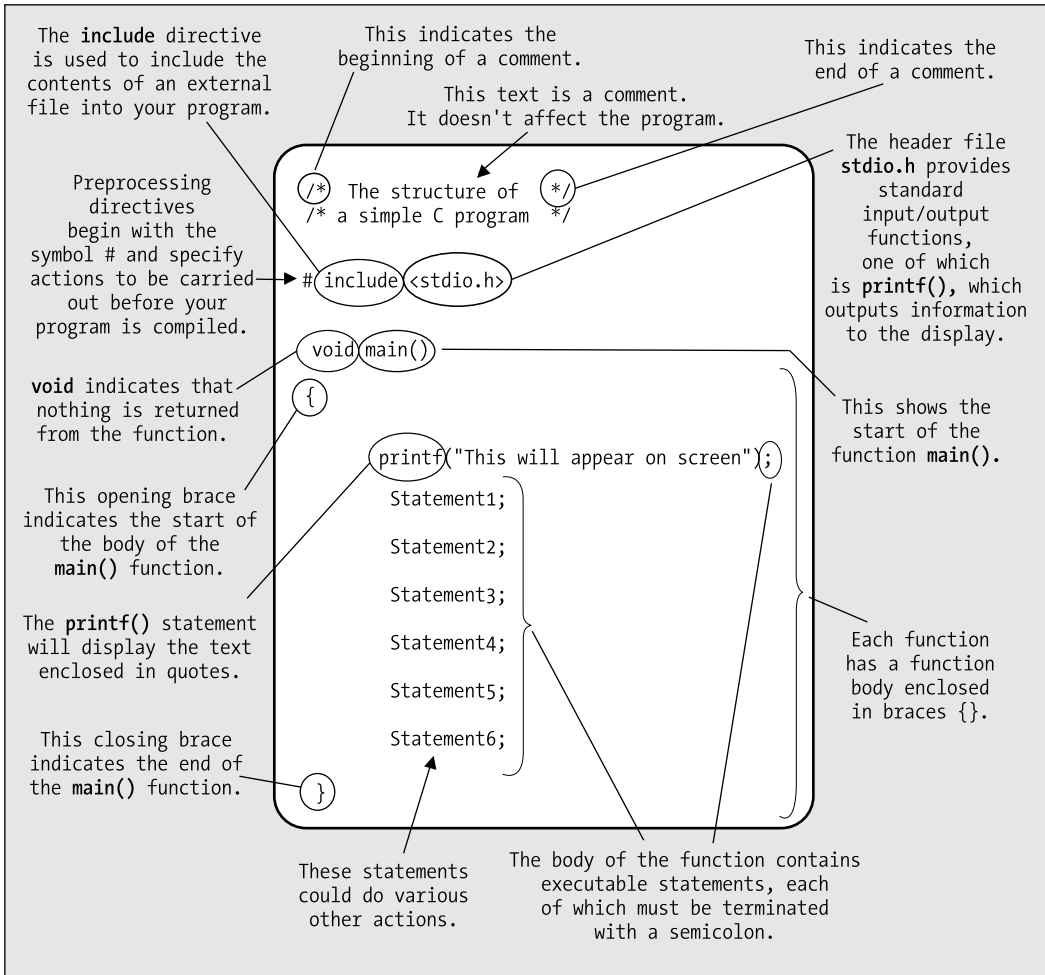 The include directive
is used to include the
contents of an external
file into your program.
This indicates the
beginning of a comment.
This text is a comment.
It doesn't affect the program.
This indicates the
end of a comment.
Preprocessing
directives
begin with the
symbol # and specify
actions to be carried
out before your
program is compiled.
/* The structure of */
/* a simple C program */
#include<stdio.h>
The header file
stdio.h provides
standard
input/output
functions,
one of which
is printf(), which
outputs information
to the display.
void main()
{
void indicates that
nothing is returned
from the function.
This shows the
start of the
function main().
printf("This will appear on screen");
Statement1;
Statement2;
Statement3;
Statement4;
Statement5;
Statement6;
}
This opening brace
indicates the start of
the body of the
main() function.
The printf() statement
will display the text
enclosed in quotes.
Each function
has a function
body enclosed
in braces {}.
This closing brace
indicates the end of
the main() function.
These statements
could do various
other actions.
The body of the function contains
executable statements, each
of which must be terminated
with a semicolon.